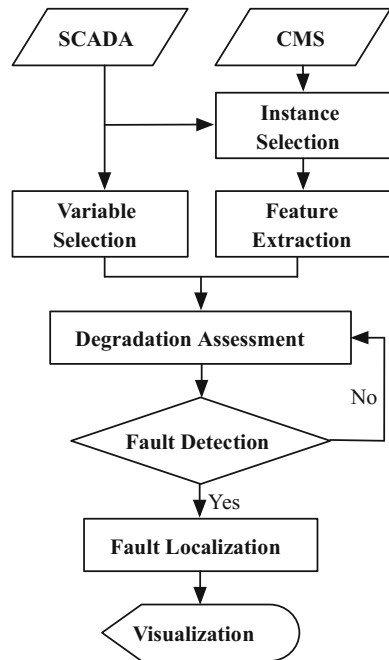 SCADA
CMS
Instance
Selection
Variable
Selection
Feature
Extraction
Degradation Assessment
No
Fault Detection
Yes
Fault Localization
Visualization